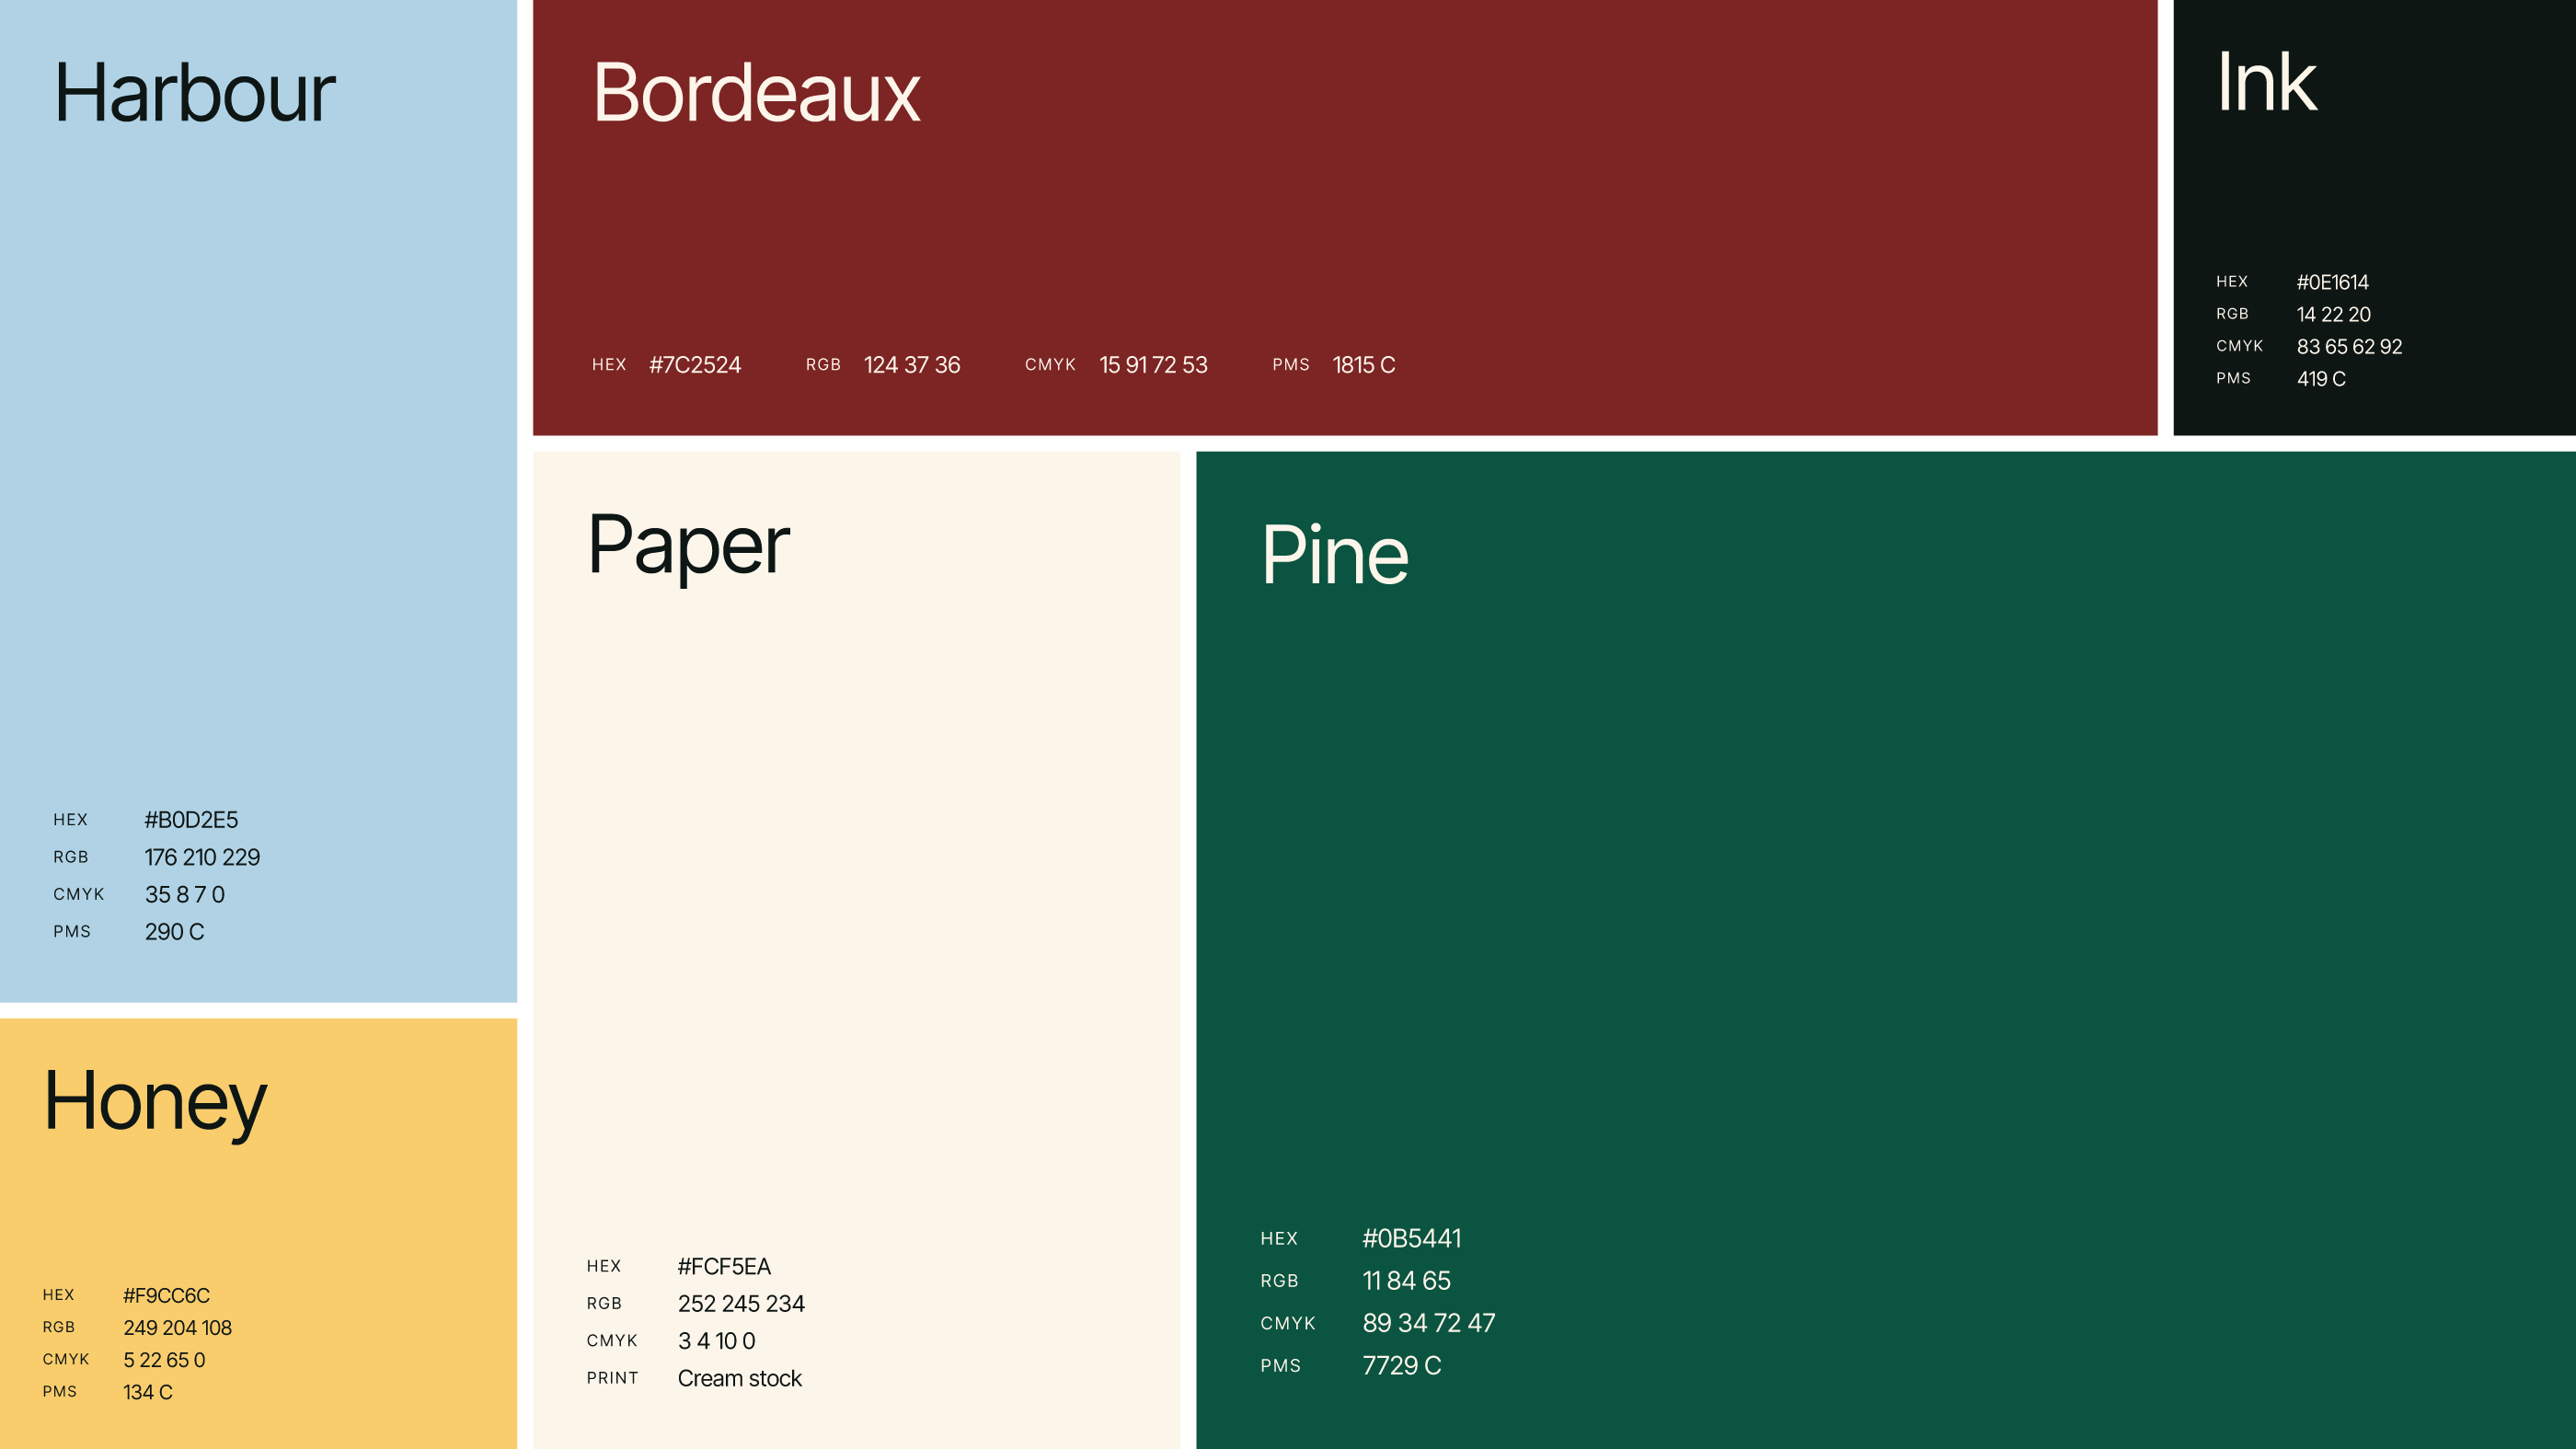 Harbour
HEX #B0D2E5
RGB 176 210 229
CMYK 35 8 7 0
PMS 290 C
Bordeaux
HEX #7C2524 RGB 124 37 36 CMYK 15 91 72 53 PMS 1815 C
Ink
HEX #0E1614
RGB 14 22 20
CMYK 83 65 62 92
PMS 419 C
Honey
HEX #F9CC6C
RGB 249 204 108
CMYK 5 22 65 0
PMS 134 C
Paper
HEX #FCF5EA
RGB 252 245 234
CMYK 3 4 10 0
PRINT Cream stock
Pine
HEX #0B5441
RGB 11 84 65
CMYK 89 34 72 47
PMS 7729 C